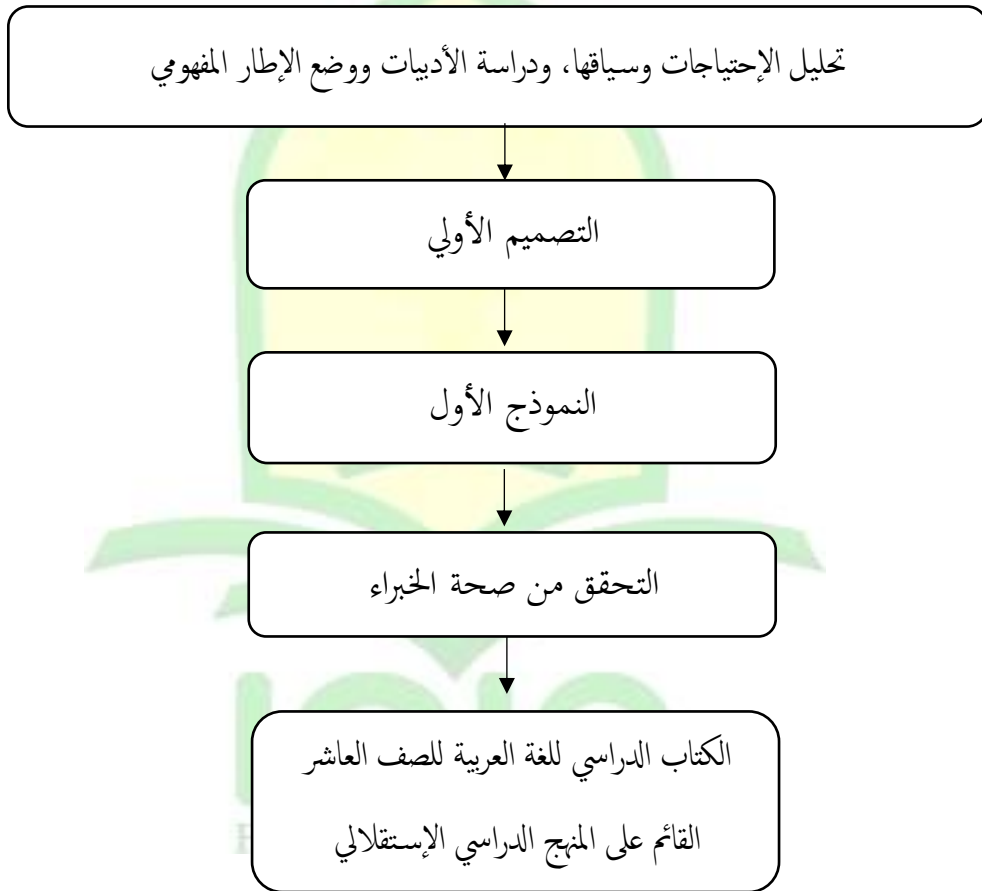 تحليل الإحتياجات وسياقها، ودراسة الأدبيات ووضع الإطار المفهومي
التصميم الأولي
النموذج الأول
التحقق من صحة الخبراء
الكتاب الدراسي للغة العربية للصف العاشر
القائم على المنهج الدراسي الإستقلالي